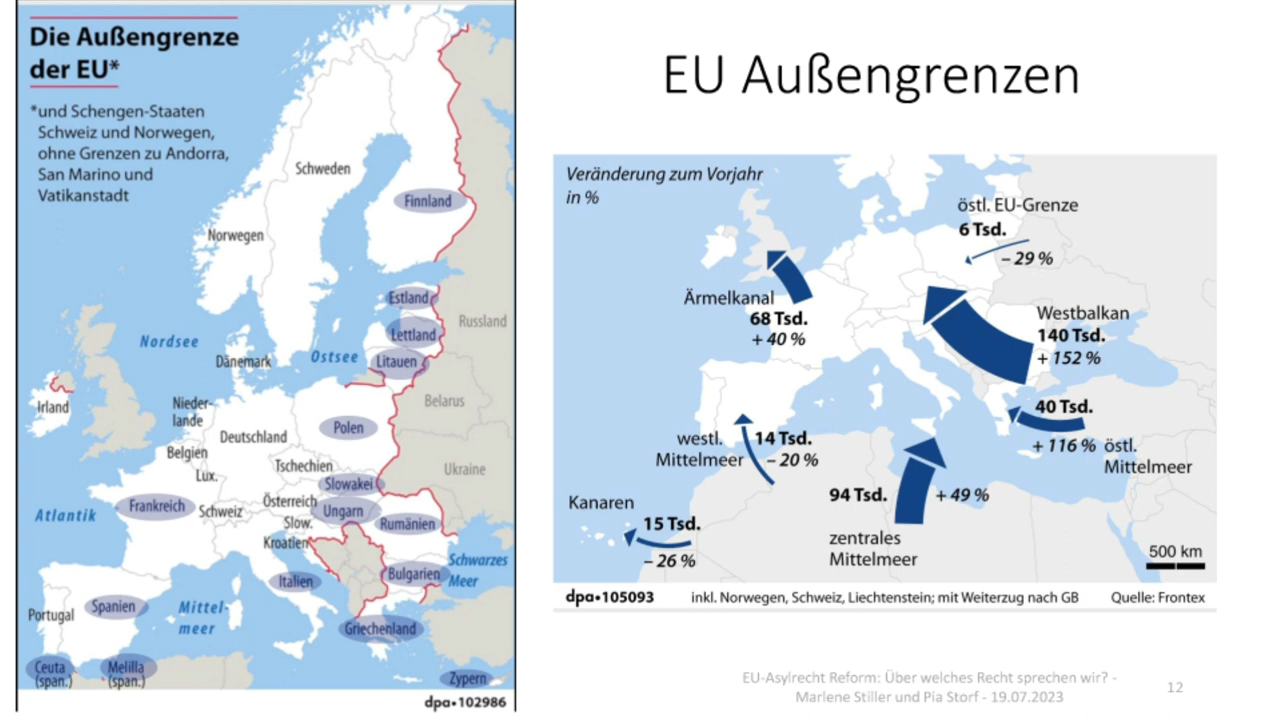 Die Außengrenze
der EU*
*und Schengen-Staaten
Schweiz und Norwegen,
ohne Grenzen zu Andorra,
San Marino und
Vatikanstadt
Schweden
Finnland
Norwegen
Estland
Russland
Lettland
Nordsee
Ostsee
Dänemark
Litauen
Irland
Nieder-
lande
Belarus
Polen
Deutschland
Belgien
Tschechien
Ukraine
Lux.
Slowakei
Frankreich
Österreich
Schweiz
Ungarn
Atlantik
Slow.
Rumänien
Kroatien
Schwarzes
Meer
Italien
Bulgarien
Spanien
Portugal
Mittel-
meer
Griechenland
Ceuta
(span.)
Melilla
(span.)
Zypern
dpa•102986
EU Außengrenzen
Veränderung zum Vorjahr
in %
östl. EU-Grenze
6 Tsd.
– 29 %
Ärmelkanal
68 Tsd.
+ 40 %
Westbalkan
140 Tsd.
+ 152 %
40 Tsd.
+ 116 % östl.
Mittelmeer
westl.
Mittelmeer
14 Tsd.
– 20 %
94 Tsd.
+ 49 %
zentrales
Mittelmeer
Kanaren
15 Tsd.
– 26 %
500 km
dpa•105093 inkl. Norwegen, Schweiz, Liechtenstein; mit Weiterzug nach GB Quelle: Frontex
EU-Asylrecht Reform: Über welches Recht sprechen wir? -
Marlene Stiller und Pia Storf - 19.07.2023
12